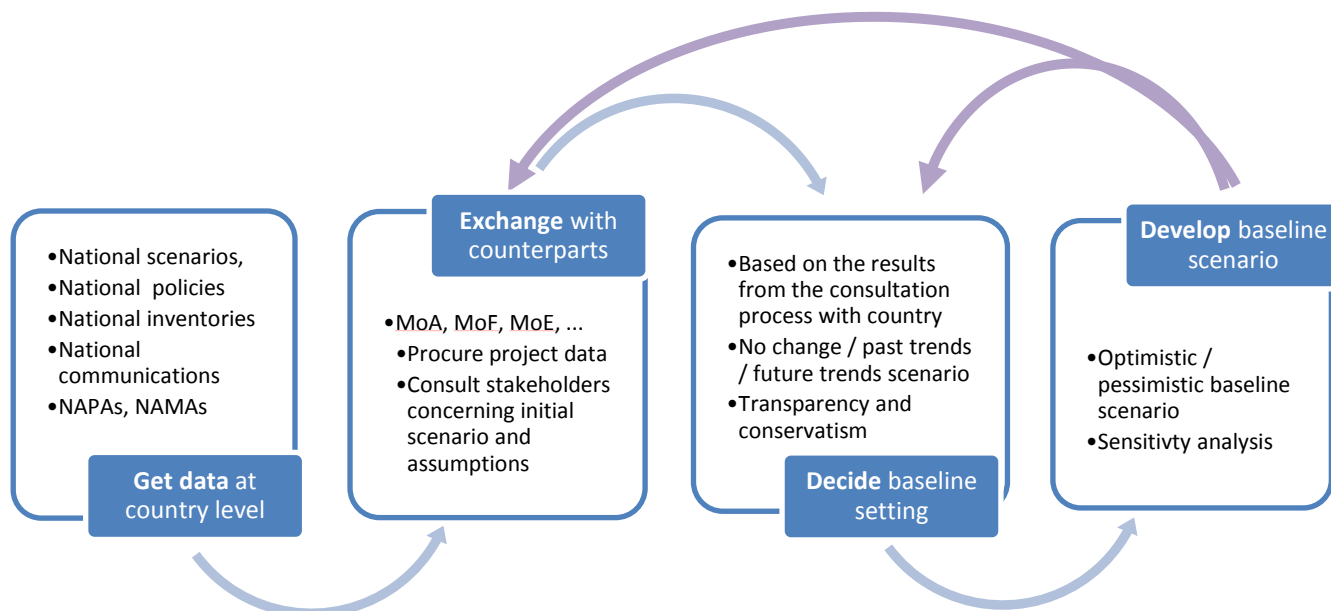 •National scenarios,
•National policies
•National inventories
•National
communications
•NAPAs, NAMAs
Get data at
country level
Exchange with
counterparts
•MoA, MoF, MoE, ...
•Procure project data
•Consult stakeholders
concerning initial
scenario and
assumptions
•Based on the results
from the consultation
process with country
•No change / past trends
/ future trends scenario
•Transparency and
conservatism
Decide baseline
setting
Develop baseline
scenario
•Optimistic /
pessimistic baseline
scenario
•Sensitivty analysis